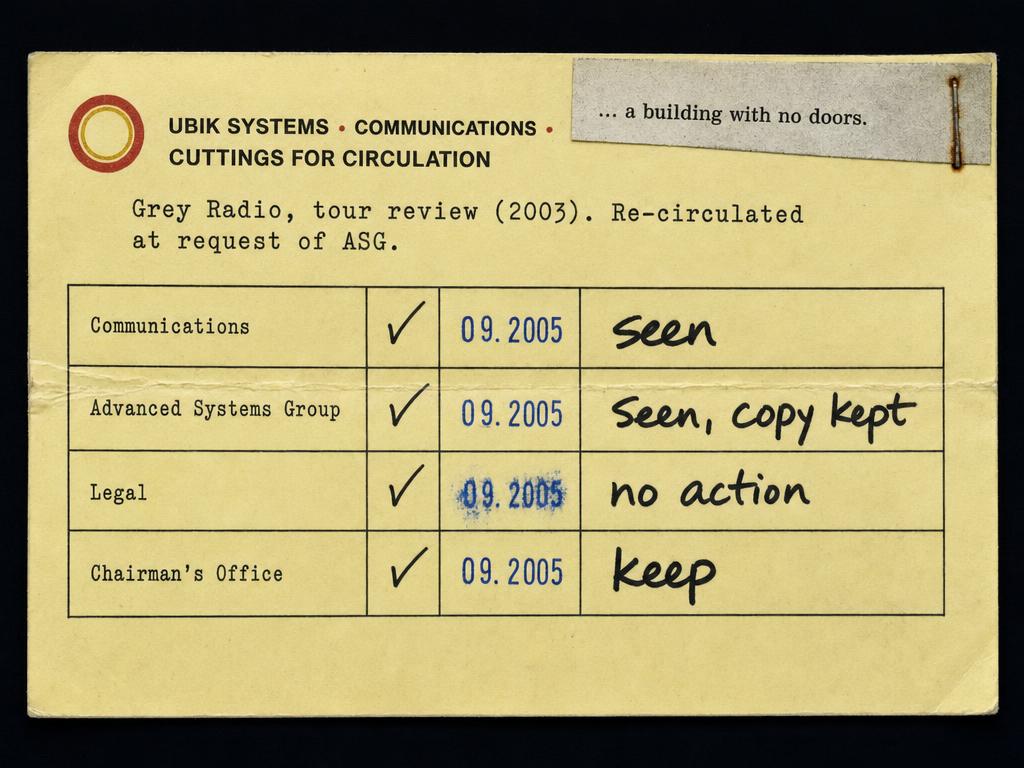 UBIK SYSTEMS • COMMUNICATIONS •
CUTTINGS FOR CIRCULATION
... a building with no doors.
Grey Radio, tour review (2003). Re-circulated
at request of ASG.
Communications ✓ 09.2005 seen
Advanced Systems Group ✓ 09.2005 seen, copy kept
Legal ✓ 09.2005 no action
Chairman's Office ✓ 09.2005 keep